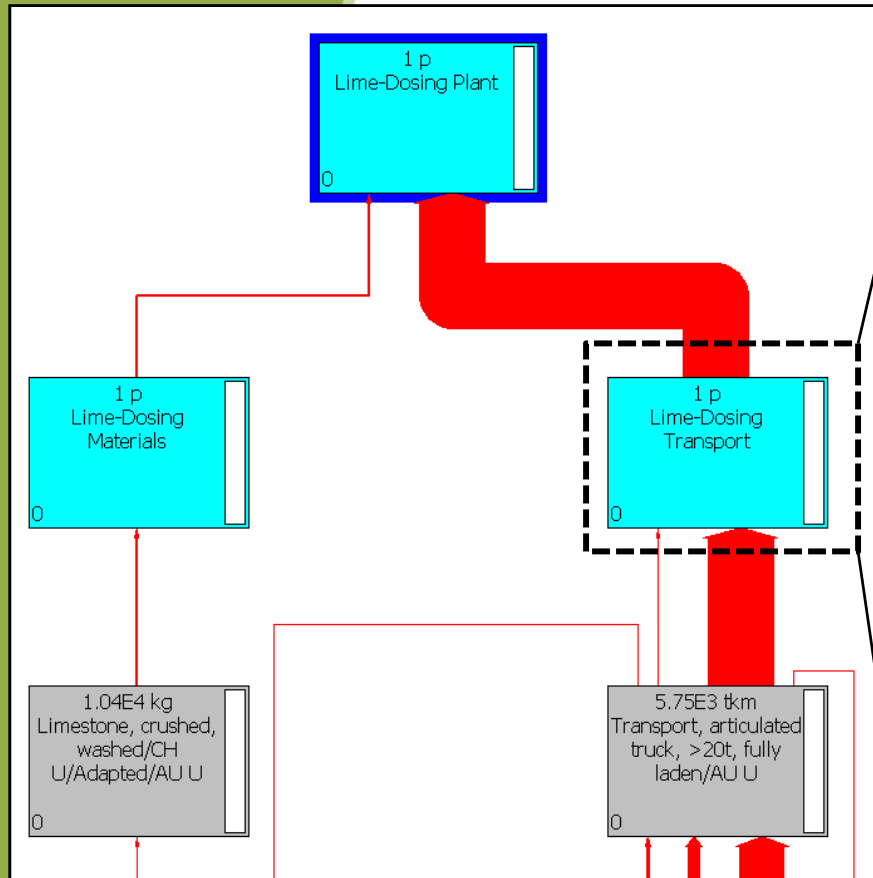 1 p
Lime-Dosing Plant
0
1 p
Lime-Dosing
Materials
0
1 p
Lime-Dosing
Transport
0
1.04E4 kg
Limestone, crushed,
washed/CH
U/Adapted/AU U
0
5.75E3 tkm
Transport, articulated
truck, >20t, fully
laden/AU U
0